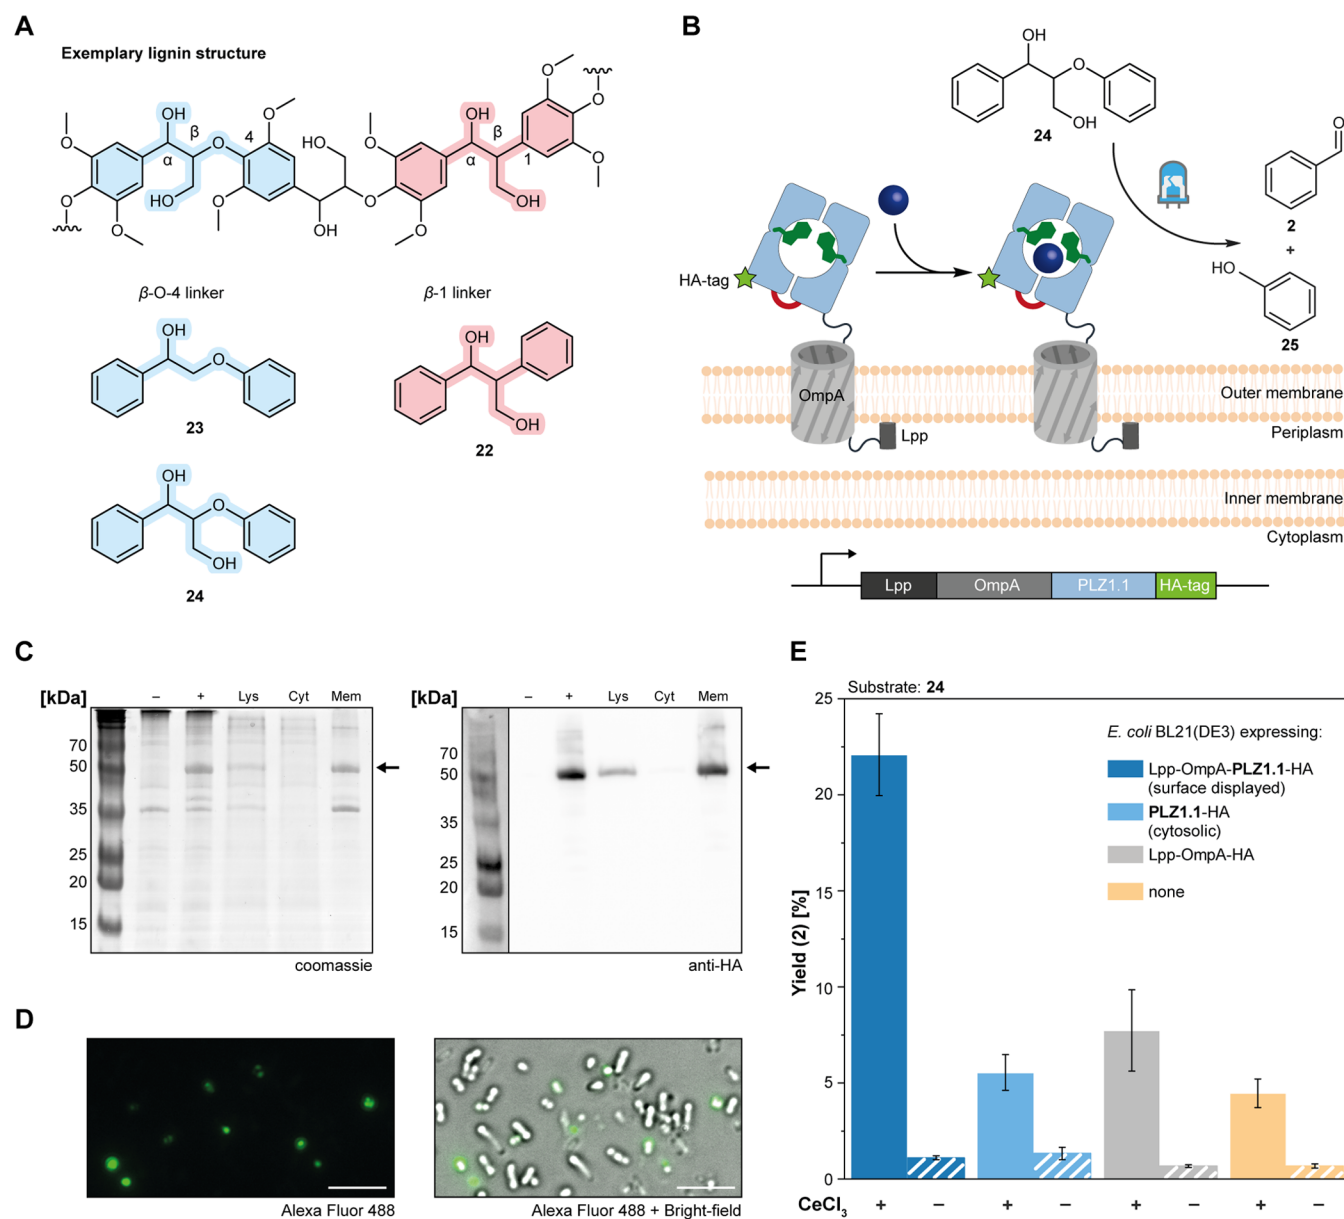 A
Exemplary lignin structure
OH
β
α
O
4
O
HO
O
O
O
O
HO
OH
O
O
O
OH
β
α
1
OH
O
O
O
β-O-4 linker
β-1 linker
OH
O
23
OH
OH
22
OH
O
OH
24
B
OH
O
OH
24
O
2
+
HO
25
HA-tag
OmpA
Lpp
Outer membrane
Periplasm
Inner membrane
Cytoplasm
Lpp OmpA PLZ1.1 HA-tag
C
[kDa] – + Lys Cyt Mem
70
50
35
25
20
15
coomassie
[kDa] – + Lys Cyt Mem
70
50
35
25
20
15
anti-HA
D
Alexa Fluor 488
Alexa Fluor 488 + Bright-field
E
Substrate: 24
Yield (2) [%]
25
20
15
10
5
0
E. coli BL21(DE3) expressing:
Lpp-OmpA-PLZ1.1-HA
(surface displayed)
PLZ1.1-HA
(cytosolic)
Lpp-OmpA-HA
none
CeCl3 + – + – + – + –